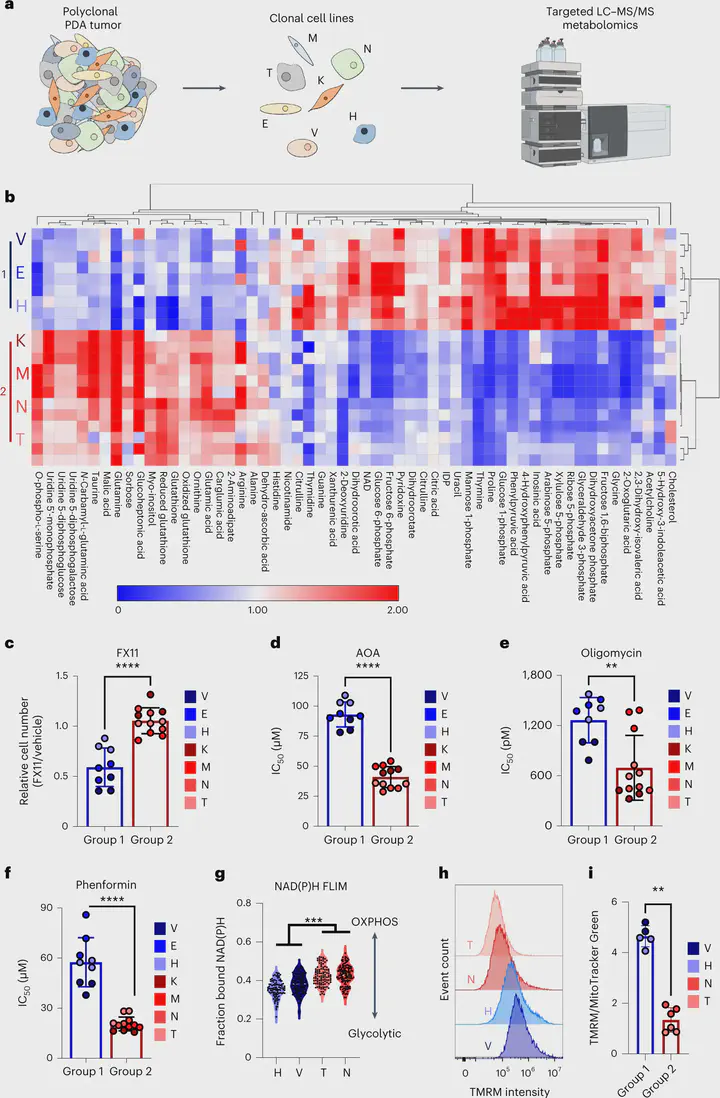 a
Polyclonal
PDA tumor
Clonal cell lines
Targeted LC–MS/MS
metabolomics
M
N
T
K
E
H
V
b
V
1
E
H
K
M
2
N
T
O-phospho-L-serine
Uridine 5′-monophosphate
Uridine 5-diphosphoglucose
Uridine 5-diphosphogalactose
N-Carbamyl-L-glutamic acid
Taurine
Malic acid
Glutamine
Sorbose
Glucotonic acid
Myo-inositol
Reduced glutathione
Glutathione
Oxidized glutathione
Ornithine
Glutamic acid
Carglumic acid
2-Aminoadipate
Arginine
Alanine
Dehydro-ascorbic acid
Histidine
Nicotinamide
Citrulline
Thymidine
Guanine
Xanthurenic acid
2-Deoxyuridine
Dihydroorotic acid
NAD
Glucose 6-phosphate
Fructose 6-phosphate
Pyridoxine
Dihydroorotate
Citrulline
Citric acid
IDP
Uracil
Mannose 1-phosphate
Thymine
Proline
Glucose 1-phosphate
Phenylpyruvic acid
4-Hydroxyphenylpyruvic acid
Inosinic acid
Arabinose 5-phosphate
Xylulose 5-phosphate
Ribose 5-phosphate
Glyceraldehyde 3-phosphate
Dihydroxyacetone phosphate
Fructose 1,6-biphosphate
Glycine
2-Oxoglutaric acid
2,3-Dihydroxy-isovaleric acid
Acetylcholine
5-Hydroxy-3-indoleacetic acid
Cholesterol
0
1.00
2.00
c
FX11
****
Relative cell number
(FX11/vehicle)
1.5
1.0
0.5
0
Group 1 Group 2
V
E
H
K
M
N
T
d
AOA
****
IC50 (µM)
125
100
75
50
25
0
Group 1 Group 2
V
E
H
K
M
N
T
e
Oligomycin
**
IC50 (pM)
1,800
1200
600
0
Group 1 Group 2
V
E
H
K
M
N
T
f
Phenformin
****
IC50 (µM)
90
60
30
0
Group 1 Group 2
V
E
H
K
M
N
T
g
NAD(P)H FLIM
***
Fraction bound NAD(P)H
0.8
0.6
0.4
0.2
0
H V T N
OXPHOS
Glycolytic
h
Event count
T
N
H
V
0 10⁵ 10⁶ 10⁷
TMRM intensity
i
**
TMRM/MitoTracker Green
6
4
2
0
Group 1
Group 2
V
H
N
T